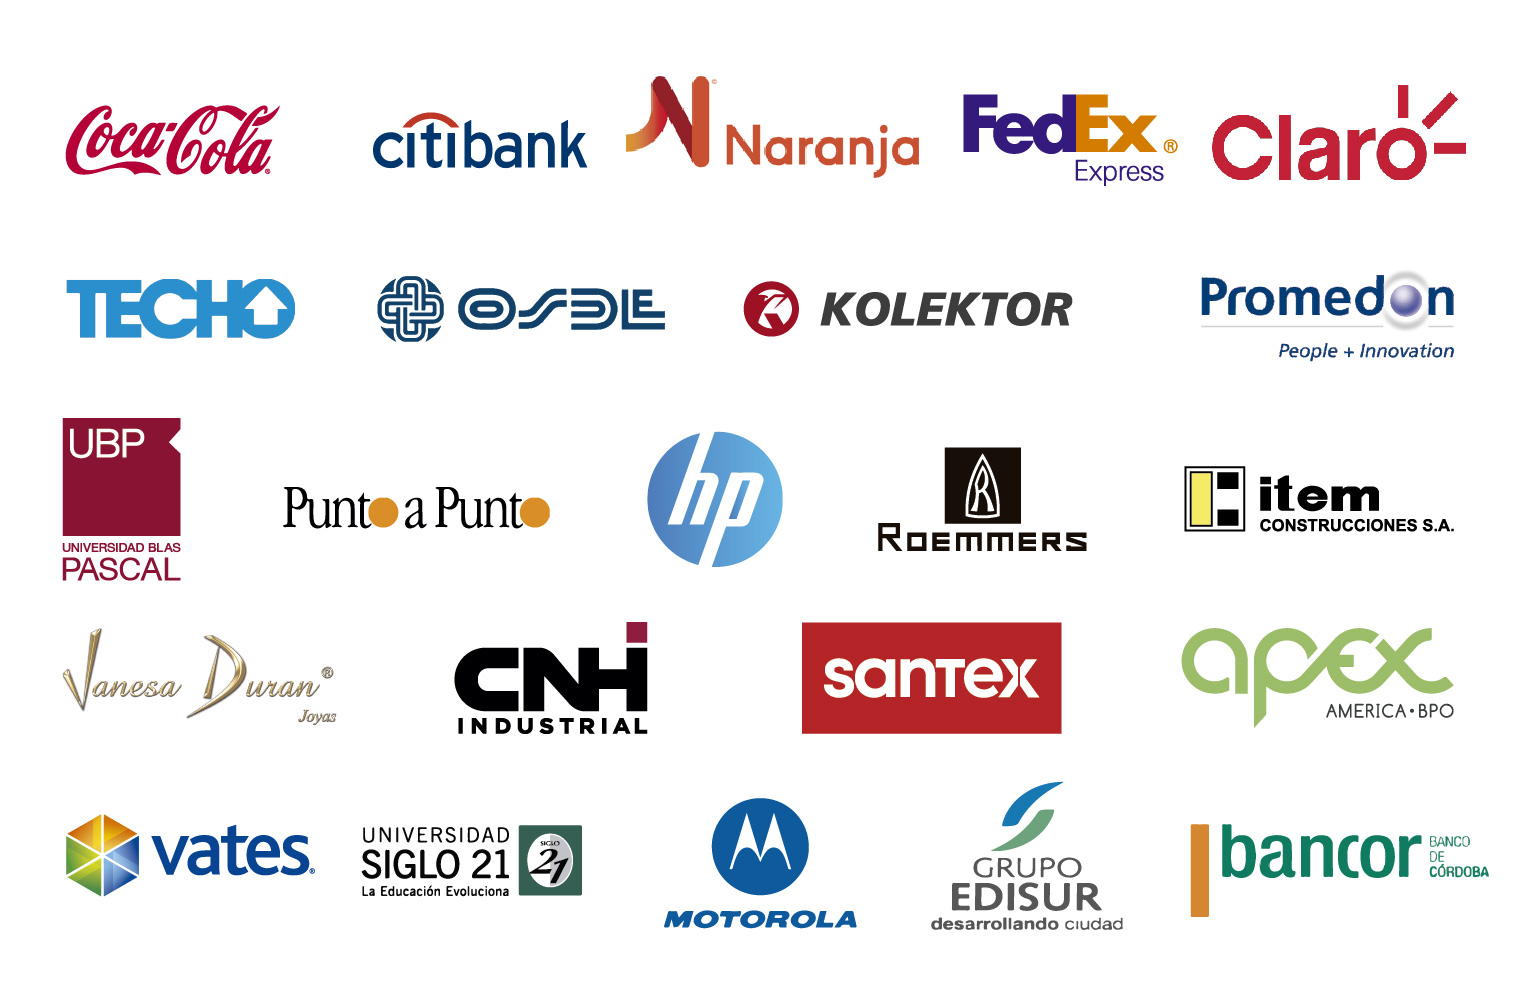 Coca-Cola®
citibank
Naranja©
FedEx®
Express
Claro
TECHO
OSDE
KOLEKTOR
Promedon
People + Innovation
UBP
UNIVERSIDAD BLAS
PASCAL
Punto a Punto
hp
R
ROEMMERS
item
CONSTRUCCIONES S.A.
Vanesa Duran®
Joyas
CNH
INDUSTRIAL
santex
apex
AMERICA • BPO
vates®
UNIVERSIDAD
SIGLO 21
La Educación Evoluciona
SIGLO
21
MOTOROLA
GRUPO
EDISUR
desarrollando ciudad
bancor
BANCO
DE
CÓRDOBA